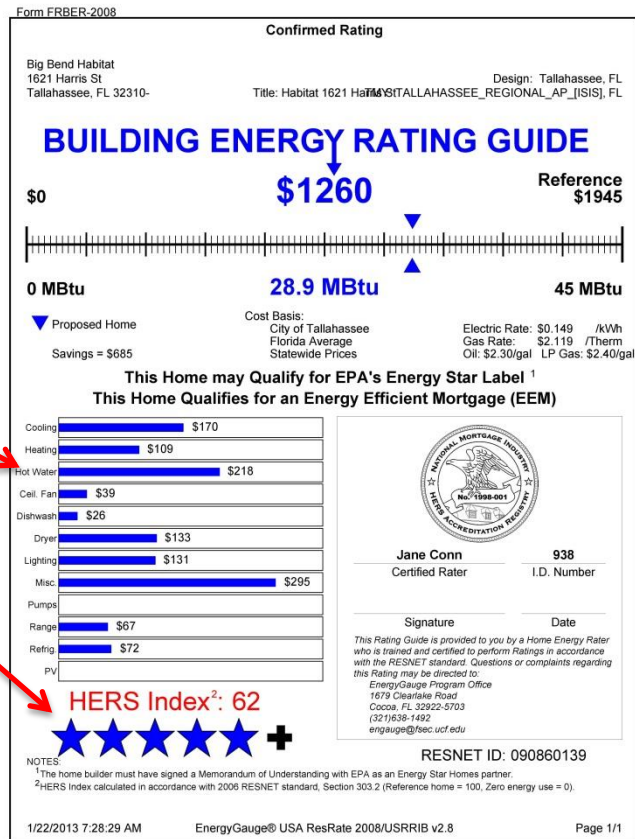 Form FRBER-2008
Confirmed Rating
Big Bend Habitat
1621 Harris St
Tallahassee, FL 32310-
Design: Tallahassee, FL
Title: Habitat 1621 Harris St TMY: TALLAHASSEE_REGIONAL_AP_[ISIS], FL
BUILDING ENERGY RATING GUIDE
$0
$1260
Reference
$1945
0 MBtu
28.9 MBtu
45 MBtu
Proposed Home
Savings = $685
Cost Basis:
City of Tallahassee
Florida Average
Statewide Prices
Electric Rate: $0.149 /kWh
Gas Rate: $2.119 /Therm
Oil: $2.30/gal LP Gas: $2.40/gal
This Home may Qualify for EPA's Energy Star Label 1
This Home Qualifies for an Energy Efficient Mortgage (EEM)
Cooling $170
Heating $109
Hot Water $218
Ceil. Fan $39
Dishwash $26
Dryer $133
Lighting $131
Misc. $295
Pumps
Range $67
Refrig. $72
PV
HERS Index2: 62
NATIONAL MORTGAGE INDUSTRY
No. 1998-001
HERS ACCREDITATION REGISTRY
Jane Conn 938
Certified Rater I.D. Number
Signature Date
This Rating Guide is provided to you by a Home Energy Rater
who is trained and certified to perform Ratings in accordance
with the RESNET standard. Questions or complaints regarding
this Rating may be directed to:
EnergyGauge Program Office
1679 Clearlake Road
Cocoa, FL 32922-5703
(321)638-1492
engauge@fsec.ucf.edu
RESNET ID: 090860139
NOTES:
1The home builder must have signed a Memorandum of Understanding with EPA as an Energy Star Homes partner.
2HERS Index calculated in accordance with 2006 RESNET standard, Section 303.2 (Reference home = 100, Zero energy use = 0).
1/22/2013 7:28:29 AM EnergyGauge® USA ResRate 2008/USRRIB v2.8 Page 1/1